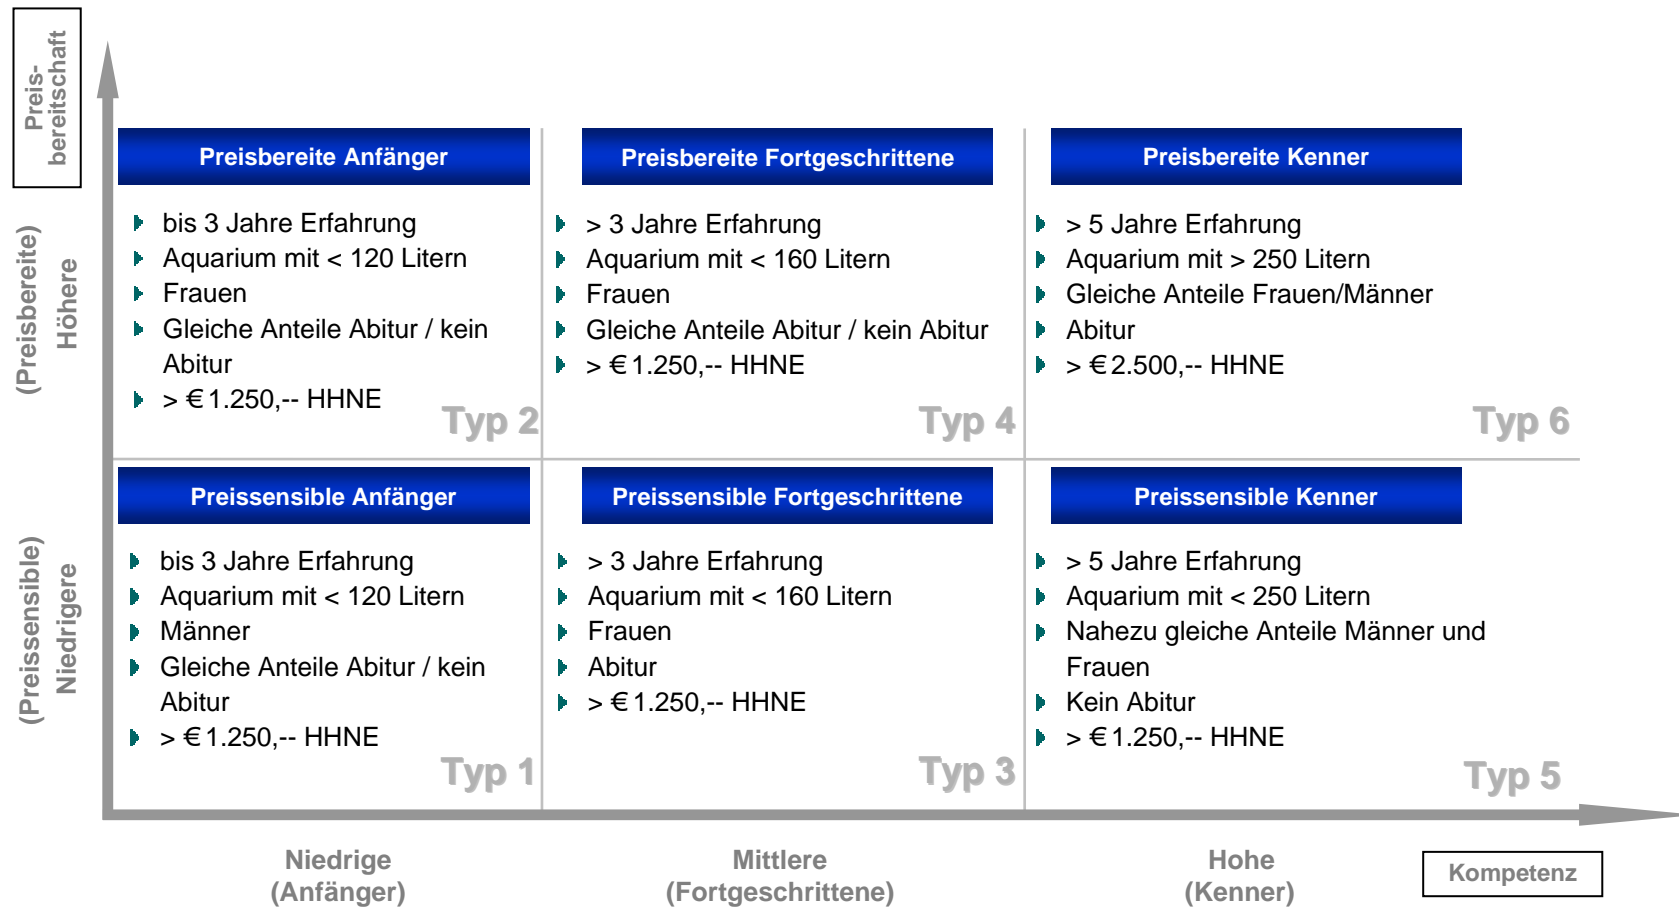 Preis-
bereitschaft
(Preisbereite)
Höhere
Preisbereite Anfänger
bis 3 Jahre Erfahrung
Aquarium mit < 120 Litern
Frauen
Gleiche Anteile Abitur / kein
Abitur
> € 1.250,-- HHNE
Typ 2
Preisbereite Fortgeschrittene
> 3 Jahre Erfahrung
Aquarium mit < 160 Litern
Frauen
Gleiche Anteile Abitur / kein Abitur
> € 1.250,-- HHNE
Typ 4
Preisbereite Kenner
> 5 Jahre Erfahrung
Aquarium mit > 250 Litern
Gleiche Anteile Frauen/Männer
Abitur
> € 2.500,-- HHNE
Typ 6
(Preissensible)
Niedrigere
Preissensible Anfänger
bis 3 Jahre Erfahrung
Aquarium mit < 120 Litern
Männer
Gleiche Anteile Abitur / kein
Abitur
> € 1.250,-- HHNE
Typ 1
Preissensible Fortgeschrittene
> 3 Jahre Erfahrung
Aquarium mit < 160 Litern
Frauen
Abitur
> € 1.250,-- HHNE
Typ 3
Preissensible Kenner
> 5 Jahre Erfahrung
Aquarium mit < 250 Litern
Nahezu gleiche Anteile Männer und
Frauen
Kein Abitur
> € 1.250,-- HHNE
Typ 5
Niedrige
(Anfänger)
Mittlere
(Fortgeschrittene)
Hohe
(Kenner)
Kompetenz